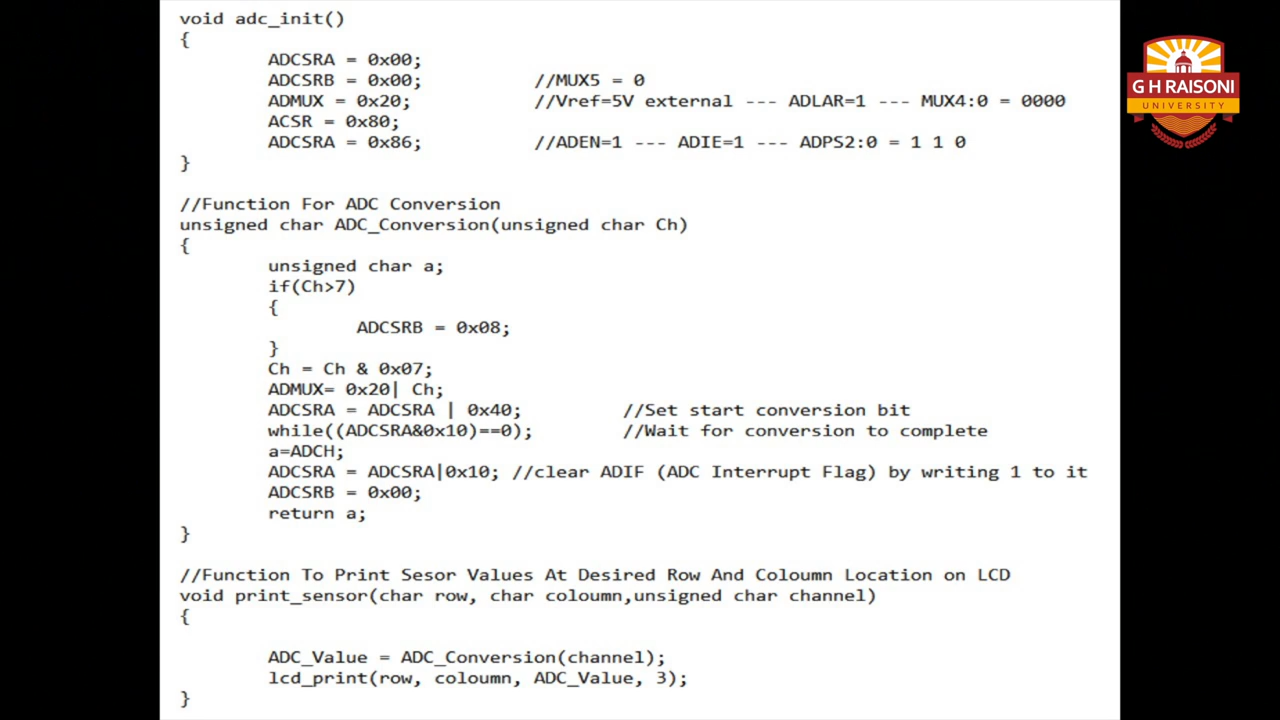 void adc_init()
{
ADCSRA = 0x00;
ADCSRB = 0x00; //MUX5 = 0
ADMUX = 0x20; //Vref=5V external --- ADLAR=1 --- MUX4:0 = 0000
ACSR = 0x80;
ADCSRA = 0x86; //ADEN=1 --- ADIE=1 --- ADPS2:0 = 1 1 0
}
//Function For ADC Conversion
unsigned char ADC_Conversion(unsigned char Ch)
{
unsigned char a;
if(Ch>7)
{
ADCSRB = 0x08;
}
Ch = Ch & 0x07;
ADMUX= 0x20| Ch;
ADCSRA = ADCSRA | 0x40; //Set start conversion bit
while((ADCSRA&0x10)==0); //Wait for conversion to complete
a=ADCH;
ADCSRA = ADCSRA|0x10; //clear ADIF (ADC Interrupt Flag) by writing 1 to it
ADCSRB = 0x00;
return a;
}
//Function To Print Sesor Values At Desired Row And Coloumn Location on LCD
void print_sensor(char row, char coloumn,unsigned char channel)
{
ADC_Value = ADC_Conversion(channel);
lcd_print(row, coloumn, ADC_Value, 3);
}
G H RAISONI
UNIVERSITY